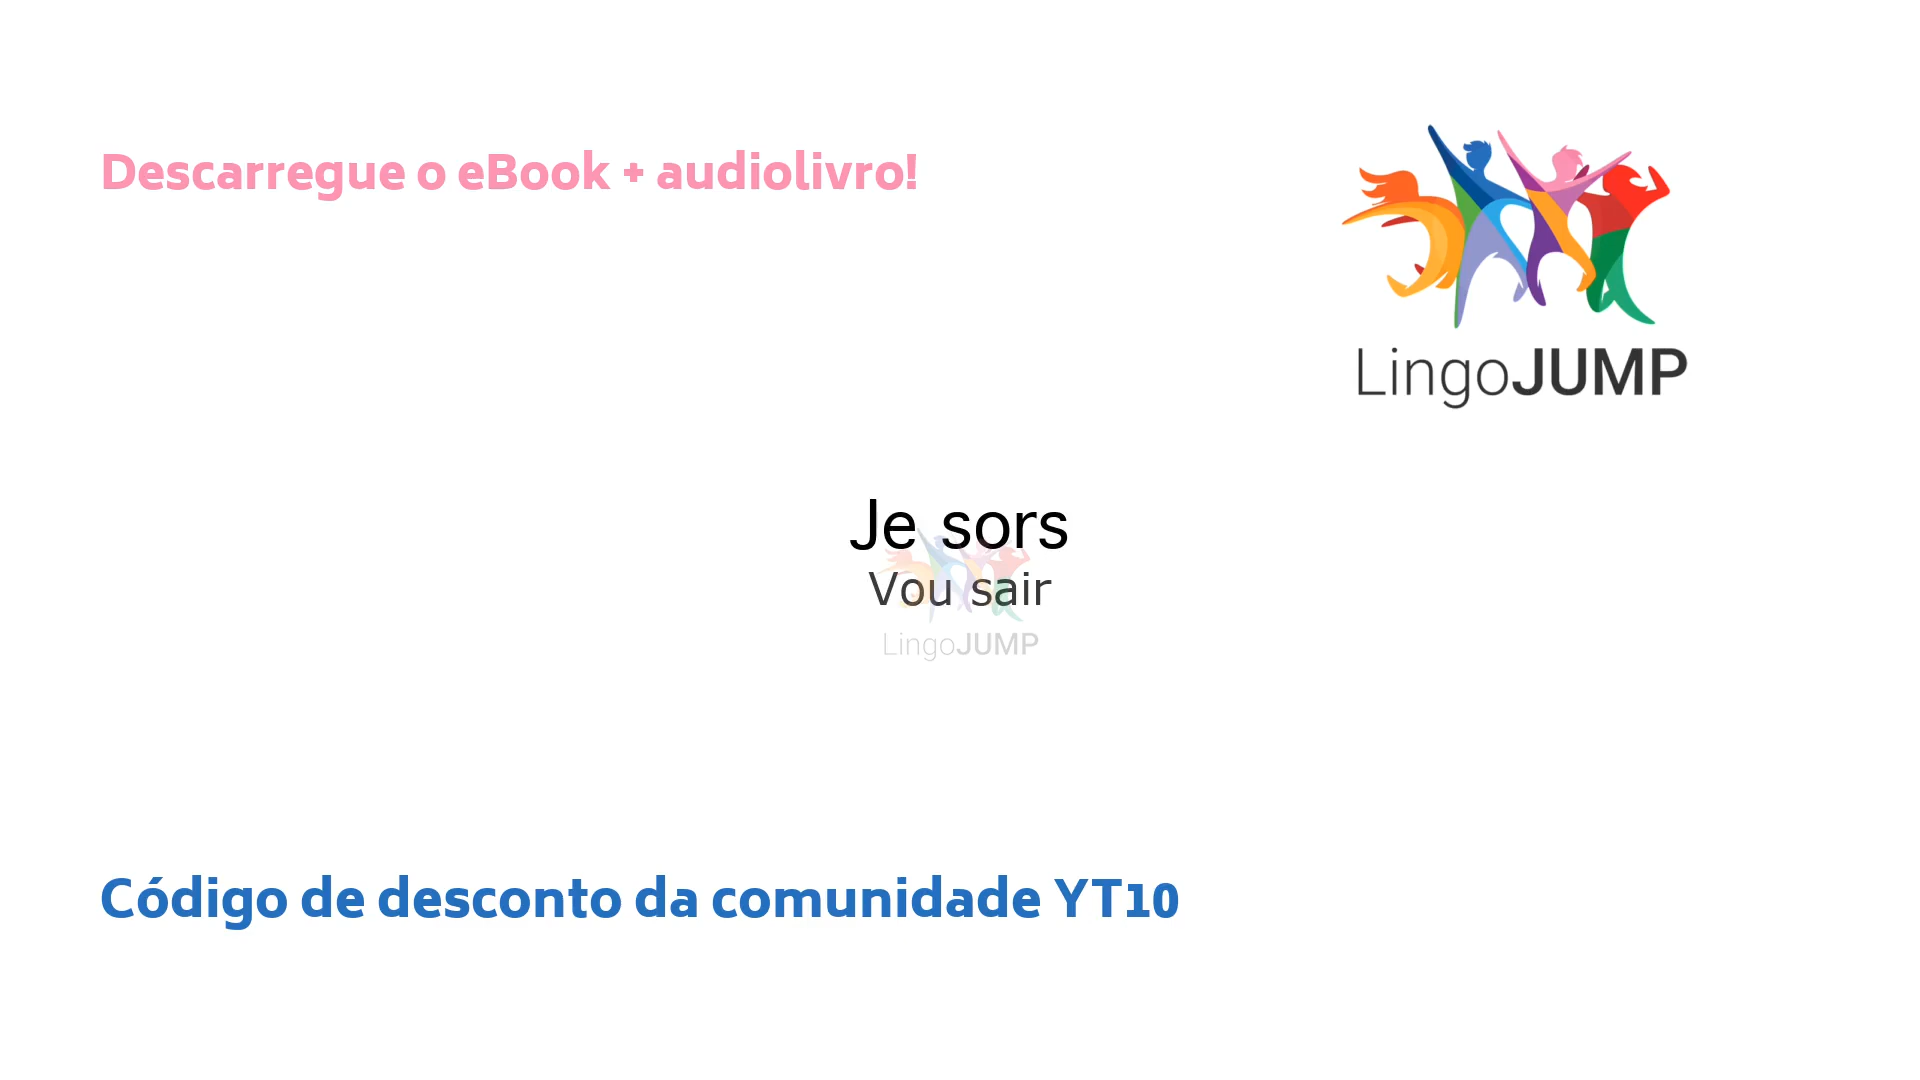 Descarregue o eBook + audiolivro!
LingoJUMP
Je sors
Vou sair
LingoJUMP
Código de desconto da comunidade YT10